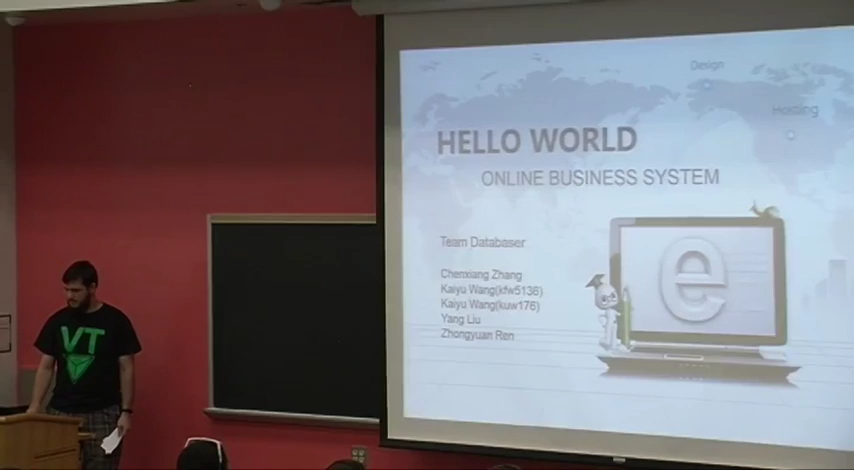 Design
Hosting
HELLO WORLD
ONLINE BUSINESS SYSTEM
Team Databaser
Chenxiang Zhang
Kaiyu Wang(kfw5136)
Kaiyu Wang(kuw176)
Yang Liu
Zhongyuan Ren
e
VT